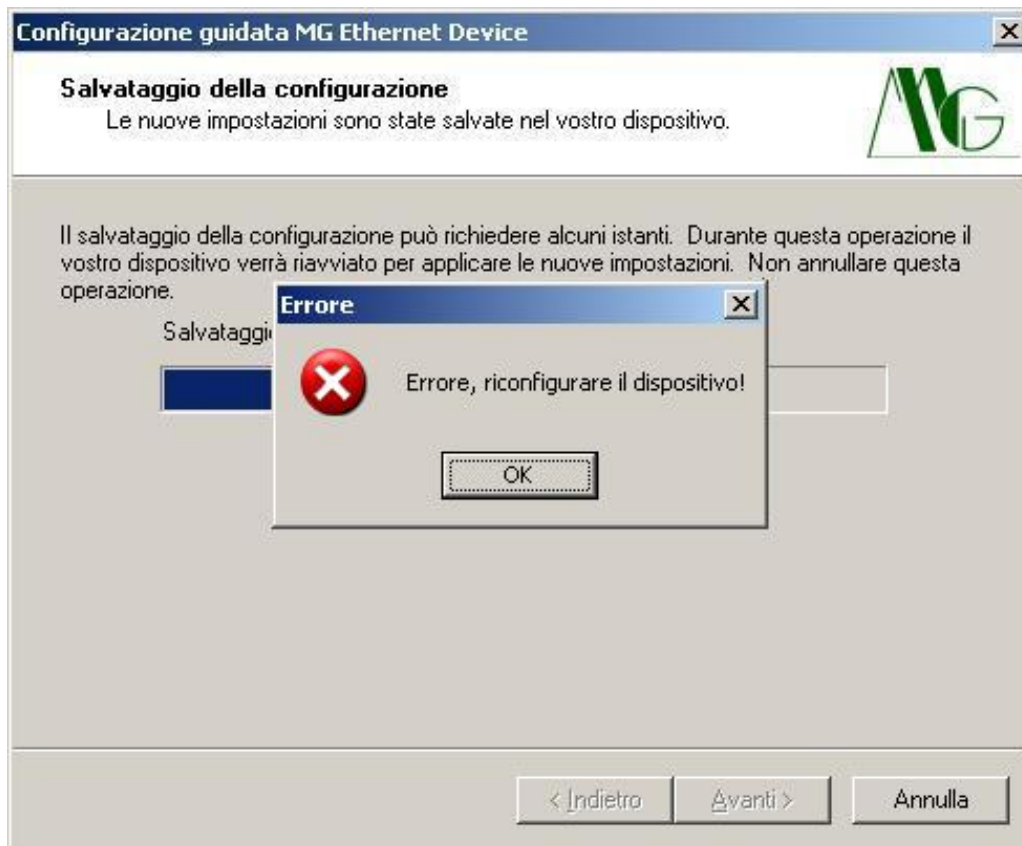 Configurazione guidata MG Ethernet Device
Salvataggio della configurazione
Le nuove impostazioni sono state salvate nel vostro dispositivo.
MG
Il salvataggio della configurazione può richiedere alcuni istanti. Durante questa operazione il
vostro dispositivo verrà riavviato per applicare le nuove impostazioni. Non annullare questa
operazione.
Errore
Errore, riconfigurare il dispositivo!
OK
< Indietro
Avanti >
Annulla